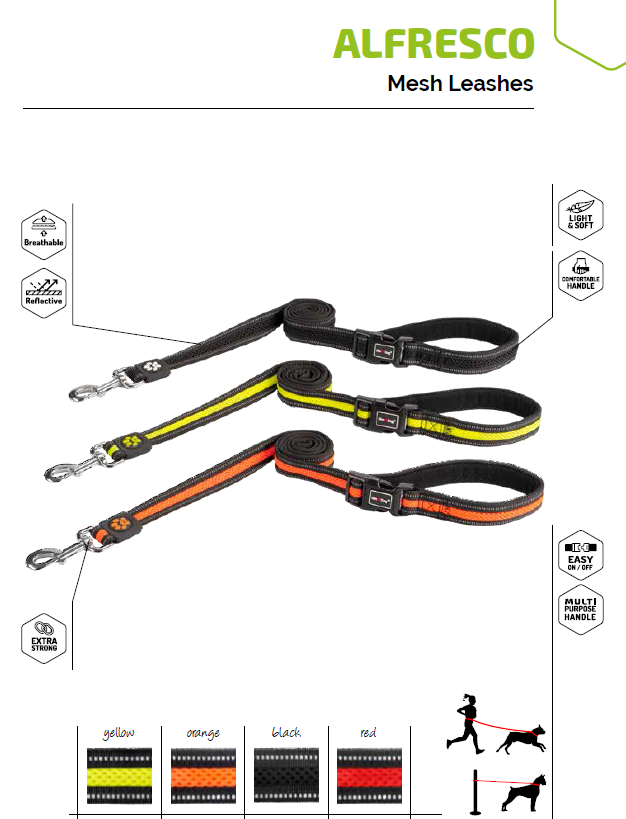 ALFRESCO
Mesh Leashes
Breathable
Reflective
LIGHT
& SOFT
COMFORTABLE
HANDLE
EASY
ON / OFF
MULTI
PURPOSE
HANDLE
EXTRA
STRONG
yellow
orange
black
red